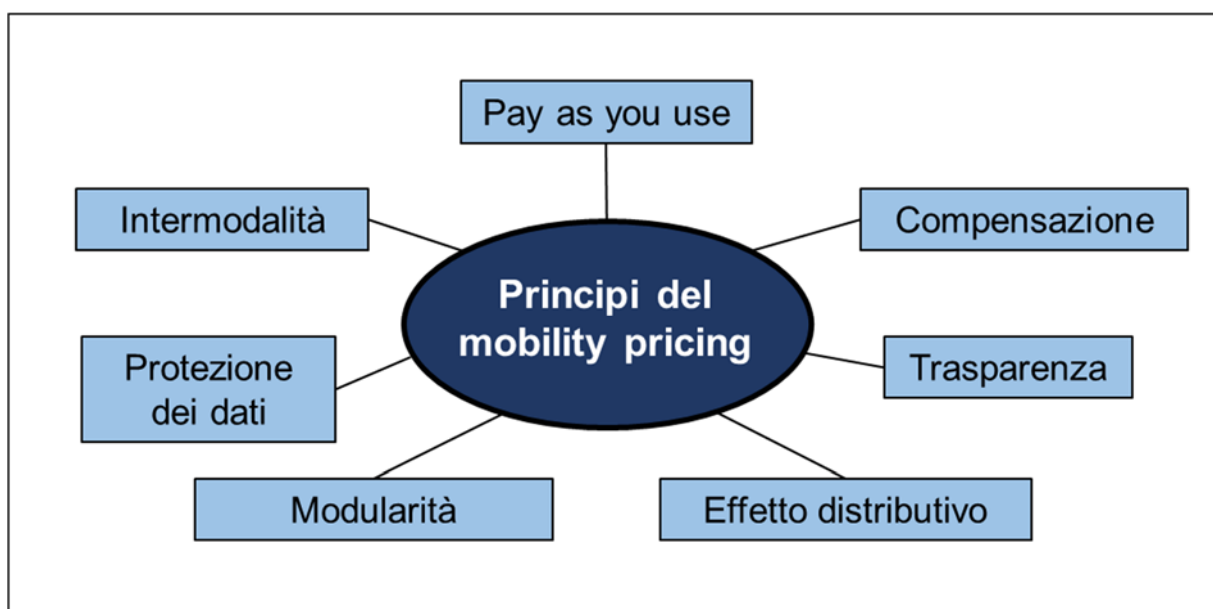 Pay as you use
Intermodalità
Compensazione
Principi del
mobility pricing
Protezione
dei dati
Trasparenza
Modularità
Effetto distributivo